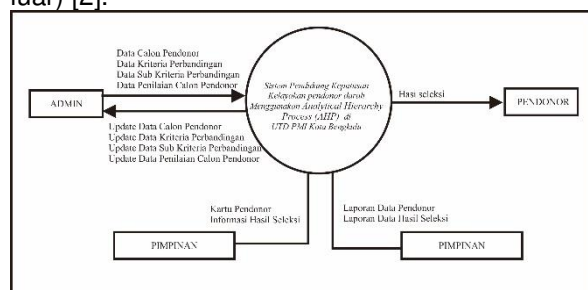 luar) [2].
Data Calon Pendonor
Data Kriteria Perbandingan
Data Sub Kriteria Perbandingan
Data Penilaian Calon Pendonor
ADMIN
Update Data Calon Pendonor
Update Data Kriteria Perbandingan
Update Data Sub Kriteria Perbandingan
Update Data Penilaian Calon Pendonor
Sistem Pendukung Keputusan
Kelayakan pendonor darah
Menggunakan Analytical Hierarchy
Process (AHP) di
UTD PMI Kota Bengkulu
Hasi seleksi
PENDONOR
Kartu Pendonor
Informasi Hasil Seleksi
Laporan Data Pendonor
Laporan Data Hasil Seleksi
PIMPINAN
PIMPINAN